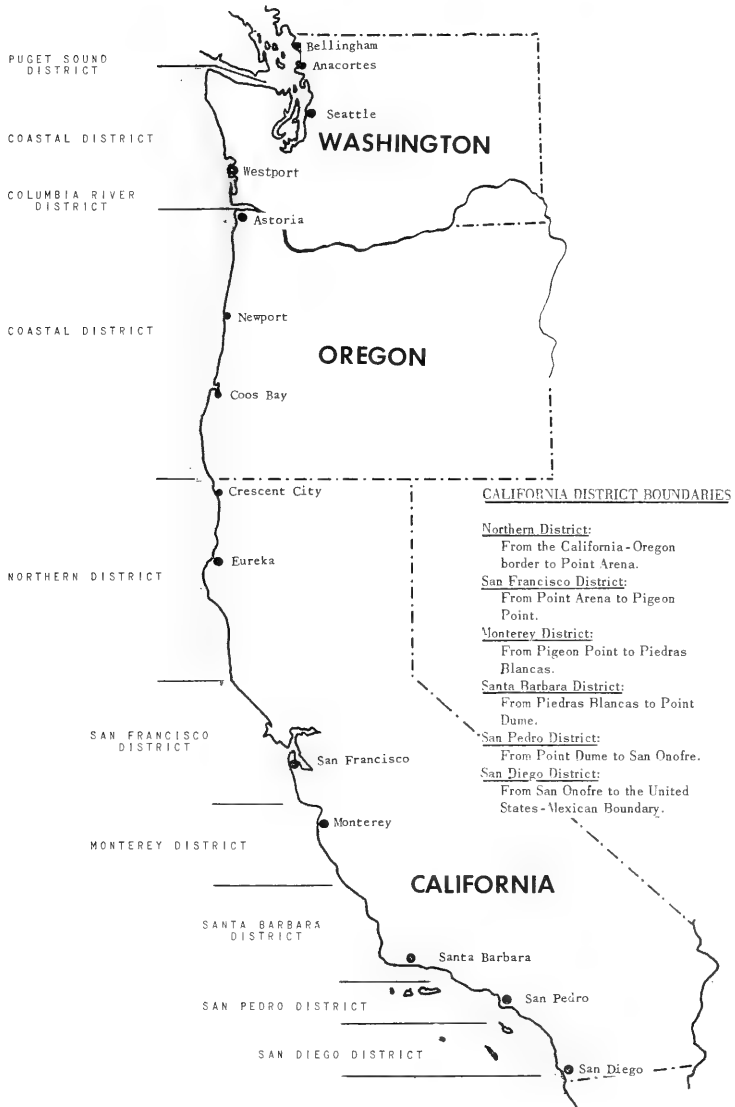 Bellingham
PUGET SOUND
DISTRICT
Anacortes
Seattle
COASTAL DISTRICT
WASHINGTON
Westport
COLUMBIA RIVER
DISTRICT
Astoria
Newport
COASTAL DISTRICT
OREGON
Coos Bay
Crescent City
Eureka
NORTHERN DISTRICT
CALIFORNIA DISTRICT BOUNDARIES
Northern District:
From the California-Oregon
border to Point Arena.
San Francisco District:
From Point Arena to Pigeon
Point.
Monterey District:
From Pigeon Point to Piedras
Blancas.
Santa Barbara District:
From Piedras Blancas to Point
Dume.
San Pedro District:
From Point Dume to San Onofre.
San Diego District:
From San Onofre to the United
States-Mexican Boundary.
SAN FRANCISCO
DISTRICT
San Francisco
Monterey
MONTEREY DISTRICT
CALIFORNIA
SANTA BARBARA
DISTRICT
Santa Barbara
San Pedro
SAN PEDRO DISTRICT
SAN DIEGO DISTRICT
San Diego